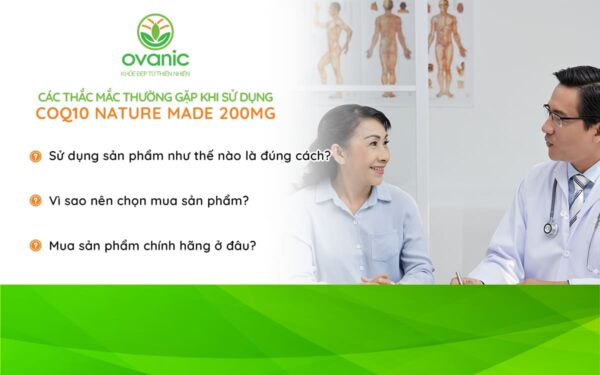 ovanic
KHỎE ĐẸP TỪ THIÊN NHIÊN
CÁC THẮC MẮC THƯỜNG GẶP KHI SỬ DỤNG
COQ10 NATURE MADE 200MG
Sử dụng sản phẩm như thế nào là đúng cách?
Vì sao nên chọn mua sản phẩm?
Mua sản phẩm chính hãng ở đâu?